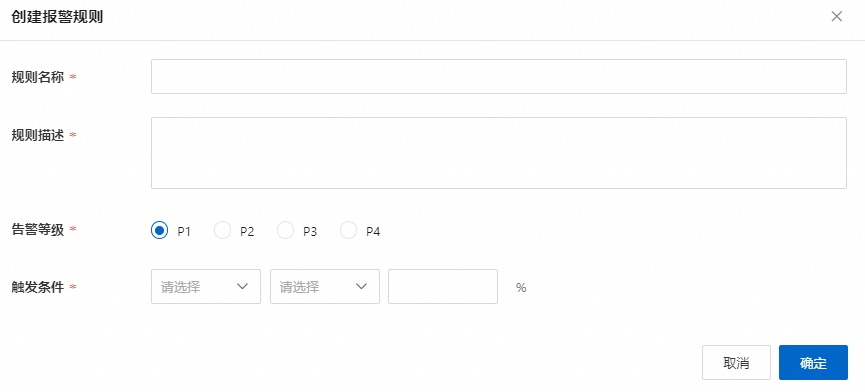 创建报警规则
规则名称 *
规则描述 *
告警等级 * P1 P2 P3 P4
触发条件 * 请选择 请选择 %
取消 确定